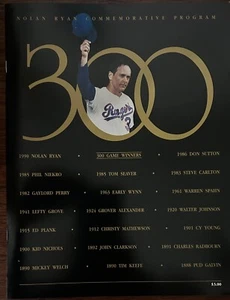 NOLAN RYAN COMMEMORATIVE PROGRAM
300
Rangers
1990 NOLAN RYAN • 300 GAME WINNERS • 1986 DON SUTTON
1985 PHIL NIEKRO • 1985 TOM SEAVER • 1983 STEVE CARLTON
1982 GAYLORD PERRY • 1963 EARLY WYNN • 1961 WARREN SPAHN
1941 LEFTY GROVE • 1924 GROVER ALEXANDER • 1920 WALTER JOHNSON
1915 ED PLANK • 1912 CHRISTY MATHEWSON • 1901 CY YOUNG
1900 KID NICHOLS • 1892 JOHN CLARKSON • 1891 CHARLES RADBOURN
1890 MICKEY WELCH • 1890 TIM KEEFE • 1888 PUD GALVIN
$5.00